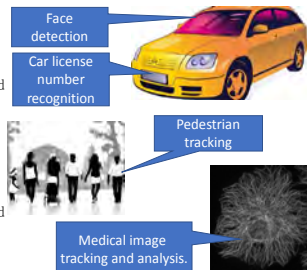 Face
detection
Car license
number
recognition
d
Pedestrian
tracking
d
Medical image
tracking and analysis.